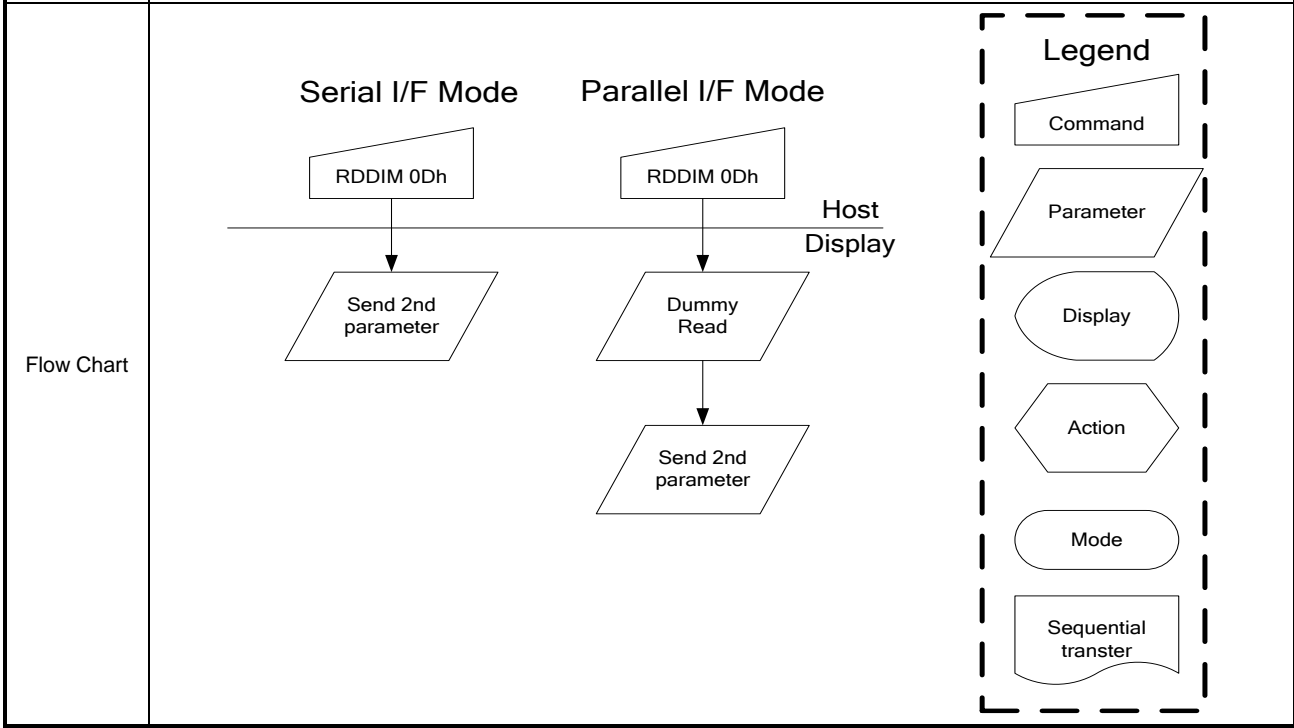 Flow Chart
Serial I/F Mode
RDDIM 0Dh
Send 2nd
parameter
Parallel I/F Mode
RDDIM 0Dh
Host
Display
Dummy
Read
Send 2nd
parameter
Legend
Command
Parameter
Display
Action
Mode
Sequential
transter